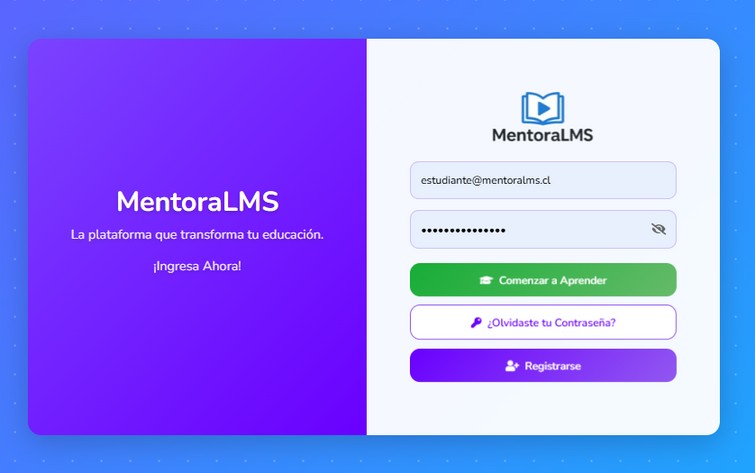 MentoraLMS
La plataforma que transforma tu educación.
¡Ingresa Ahora!
MentoraLMS
estudiante@mentoralms.cl
•••••••••••••••
Comenzar a Aprender
¿Olvidaste tu Contraseña?
Registrarse